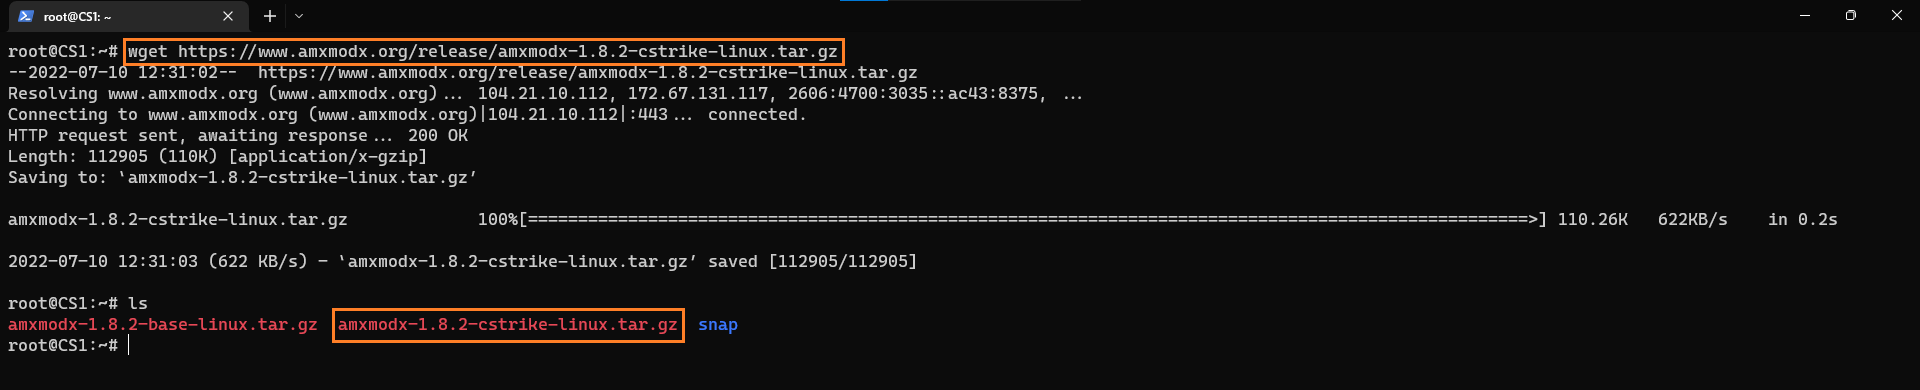 root@CS1: ~
root@CS1:~# wget https://www.amxmodx.org/release/amxmodx-1.8.2-cstrike-linux.tar.gz
--2022-07-10 12:31:02--  https://www.amxmodx.org/release/amxmodx-1.8.2-cstrike-linux.tar.gz
Resolving www.amxmodx.org (www.amxmodx.org)... 104.21.10.112, 172.67.131.117, 2606:4700:3035::ac43:8375, ...
Connecting to www.amxmodx.org (www.amxmodx.org)|104.21.10.112|:443... connected.
HTTP request sent, awaiting response... 200 OK
Length: 112905 (110K) [application/x-gzip]
Saving to: ‘amxmodx-1.8.2-cstrike-linux.tar.gz’
amxmodx-1.8.2-cstrike-linux.tar.gz             100%[====================================================================================================>] 110.26K   622KB/s    in 0.2s
2022-07-10 12:31:03 (622 KB/s) - ‘amxmodx-1.8.2-cstrike-linux.tar.gz’ saved [112905/112905]
root@CS1:~# ls
amxmodx-1.8.2-base-linux.tar.gz  amxmodx-1.8.2-cstrike-linux.tar.gz  snap
root@CS1:~#